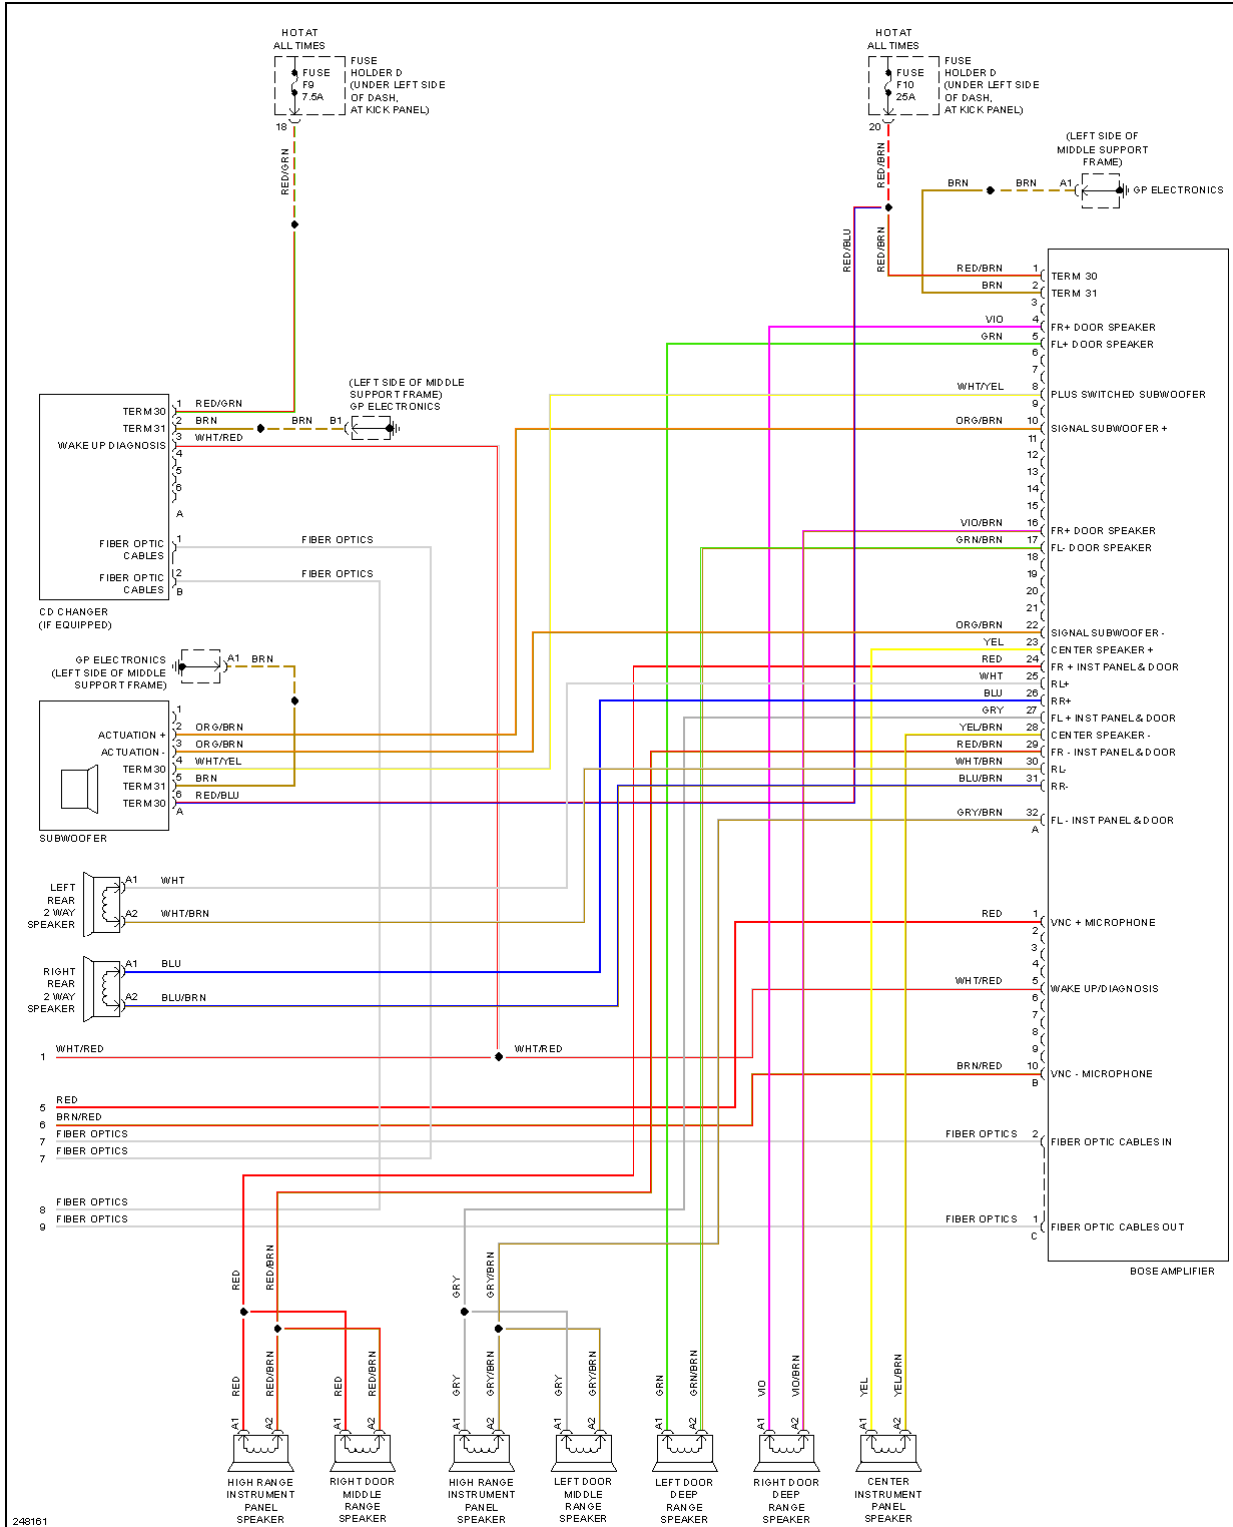 HOT AT
ALL TIMES
FUSE
F9
7.5A
FUSE
HOLDER D
(UNDER LEFT SIDE
OF DASH,
AT KICK PANEL)
18
RED/GRN
HOT AT
ALL TIMES
FUSE
F10
25A
FUSE
HOLDER D
(UNDER LEFT SIDE
OF DASH,
AT KICK PANEL)
20
RED/BRN
(LEFT SIDE OF
MIDDLE SUPPORT
FRAME)
BRN
BRN
A1
GP ELECTRONICS
RED/BLU
RED/BRN
RED/BRN 1 TERM 30
BRN 2 TERM 31
3
VIO 4 FR+ DOOR SPEAKER
GRN 5 FL+ DOOR SPEAKER
6
7
WHT/YEL 8 PLUS SWITCHED SUBWOOFER
9
ORG/BRN 10 SIGNAL SUBWOOFER +
11
12
13
14
15
VIO/BRN 16 FR+ DOOR SPEAKER
GRN/BRN 17 FL- DOOR SPEAKER
18
19
20
21
ORG/BRN 22 SIGNAL SUBWOOFER -
YEL 23 CENTER SPEAKER +
RED 24 FR + INST PANEL & DOOR
WHT 25 RL+
BLU 26 RR+
GRY 27 FL + INST PANEL & DOOR
YEL/BRN 28 CENTER SPEAKER -
RED/BRN 29 FR - INST PANEL & DOOR
WHT/BRN 30 RL-
BLU/BRN 31 RR-
GRY/BRN 32 FL - INST PANEL & DOOR
A
RED 1 VNC + MICROPHONE
2
3
4
WHT/RED 5 WAKE UP/DIAGNOSIS
6
7
8
9
BRN/RED 10 VNC - MICROPHONE
B
FIBER OPTICS 2 FIBER OPTIC CABLES IN
FIBER OPTICS 1 FIBER OPTIC CABLES OUT
C
BOSE AMPLIFIER
(LEFT SIDE OF MIDDLE
SUPPORT FRAME)
GP ELECTRONICS
TERM 30 1 RED/GRN
TERM 31 2 BRN BRN B1
WAKE UP DIAGNOSIS 3 WHT/RED
4
5
6
A
FIBER OPTIC
CABLES
1 FIBER OPTICS
FIBER OPTIC
CABLES
2 FIBER OPTICS
B
CD CHANGER
(IF EQUIPPED)
GP ELECTRONICS
(LEFT SIDE OF MIDDLE
SUPPORT FRAME)
A1 BRN
1
ACTUATION + 2 ORG/BRN
ACTUATION - 3 ORG/BRN
TERM 30 4 WHT/YEL
TERM 31 5 BRN
TERM 30 6 RED/BLU
A
SUBWOOFER
LEFT
REAR
2 WAY
SPEAKER
A1 WHT
A2 WHT/BRN
RIGHT
REAR
2 WAY
SPEAKER
A1 BLU
A2 BLU/BRN
1 WHT/RED WHT/RED
5 RED
6 BRN/RED
7 FIBER OPTICS
7 FIBER OPTICS
8 FIBER OPTICS
9 FIBER OPTICS
RED RED/BRN GRY GRY/BRN
RED RED/BRN RED RED/BRN GRY GRY/BRN GRY GRY/BRN GRN GRN/BRN VIO VIO/BRN YEL YEL/BRN
A1 A2 A1 A2 A1 A2 A1 A2 A1 A2 A1 A2 A1 A2
HIGH RANGE
INSTRUMENT
PANEL
SPEAKER
RIGHT DOOR
MIDDLE
RANGE
SPEAKER
HIGH RANGE
INSTRUMENT
PANEL
SPEAKER
LEFT DOOR
MIDDLE
RANGE
SPEAKER
LEFT DOOR
DEEP
RANGE
SPEAKER
RIGHT DOOR
DEEP
RANGE
SPEAKER
CENTER
INSTRUMENT
PANEL
SPEAKER
248161